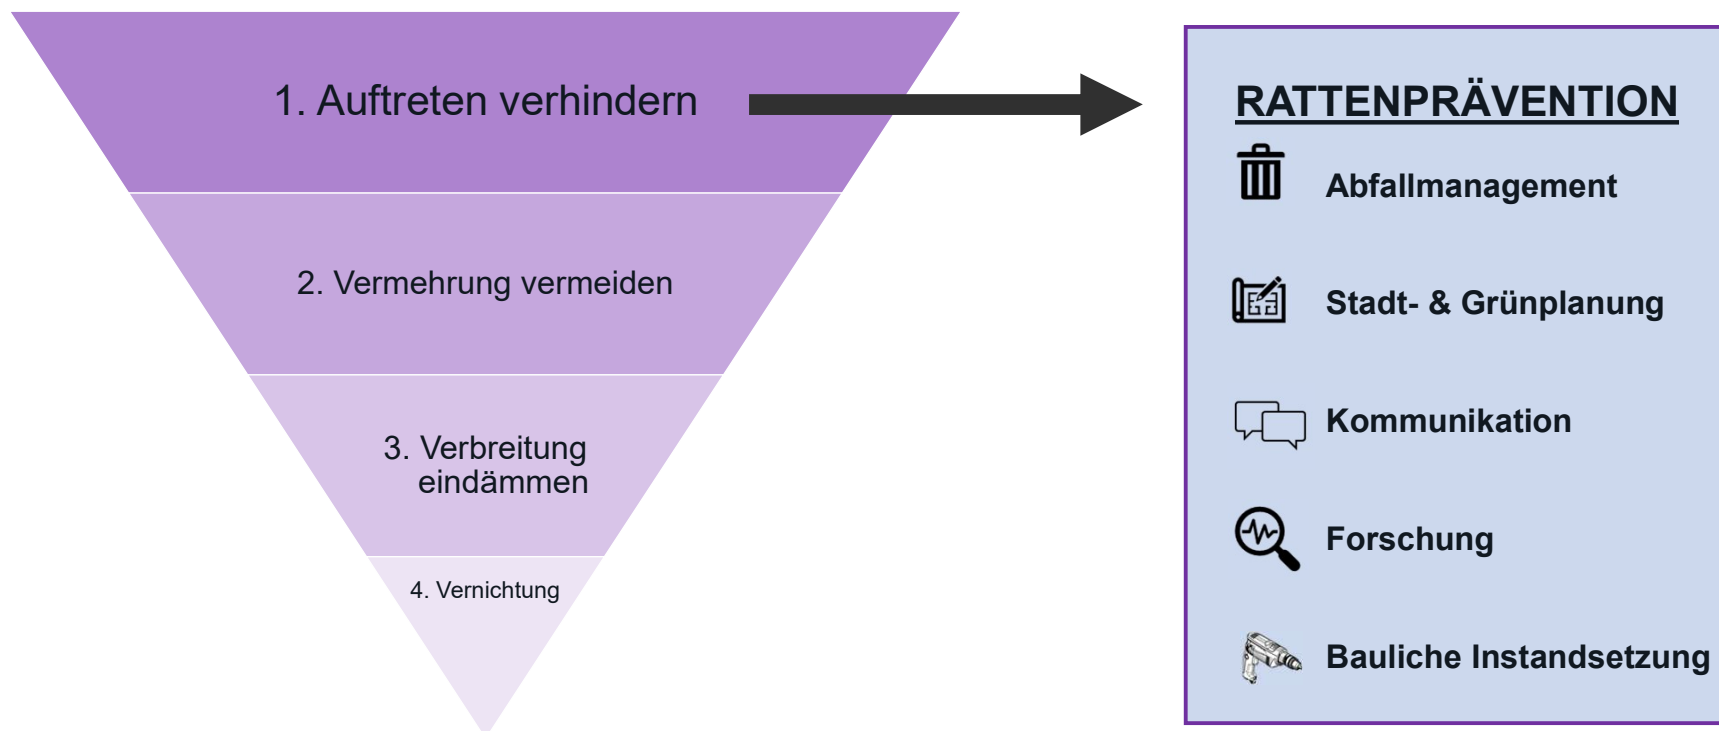 1. Auftreten verhindern
2. Vermehrung vermeiden
3. Verbreitung
eindämmen
4. Vernichtung
RATTENPRÄVENTION
Abfallmanagement
Stadt- & Grünplanung
Kommunikation
Forschung
Bauliche Instandsetzung